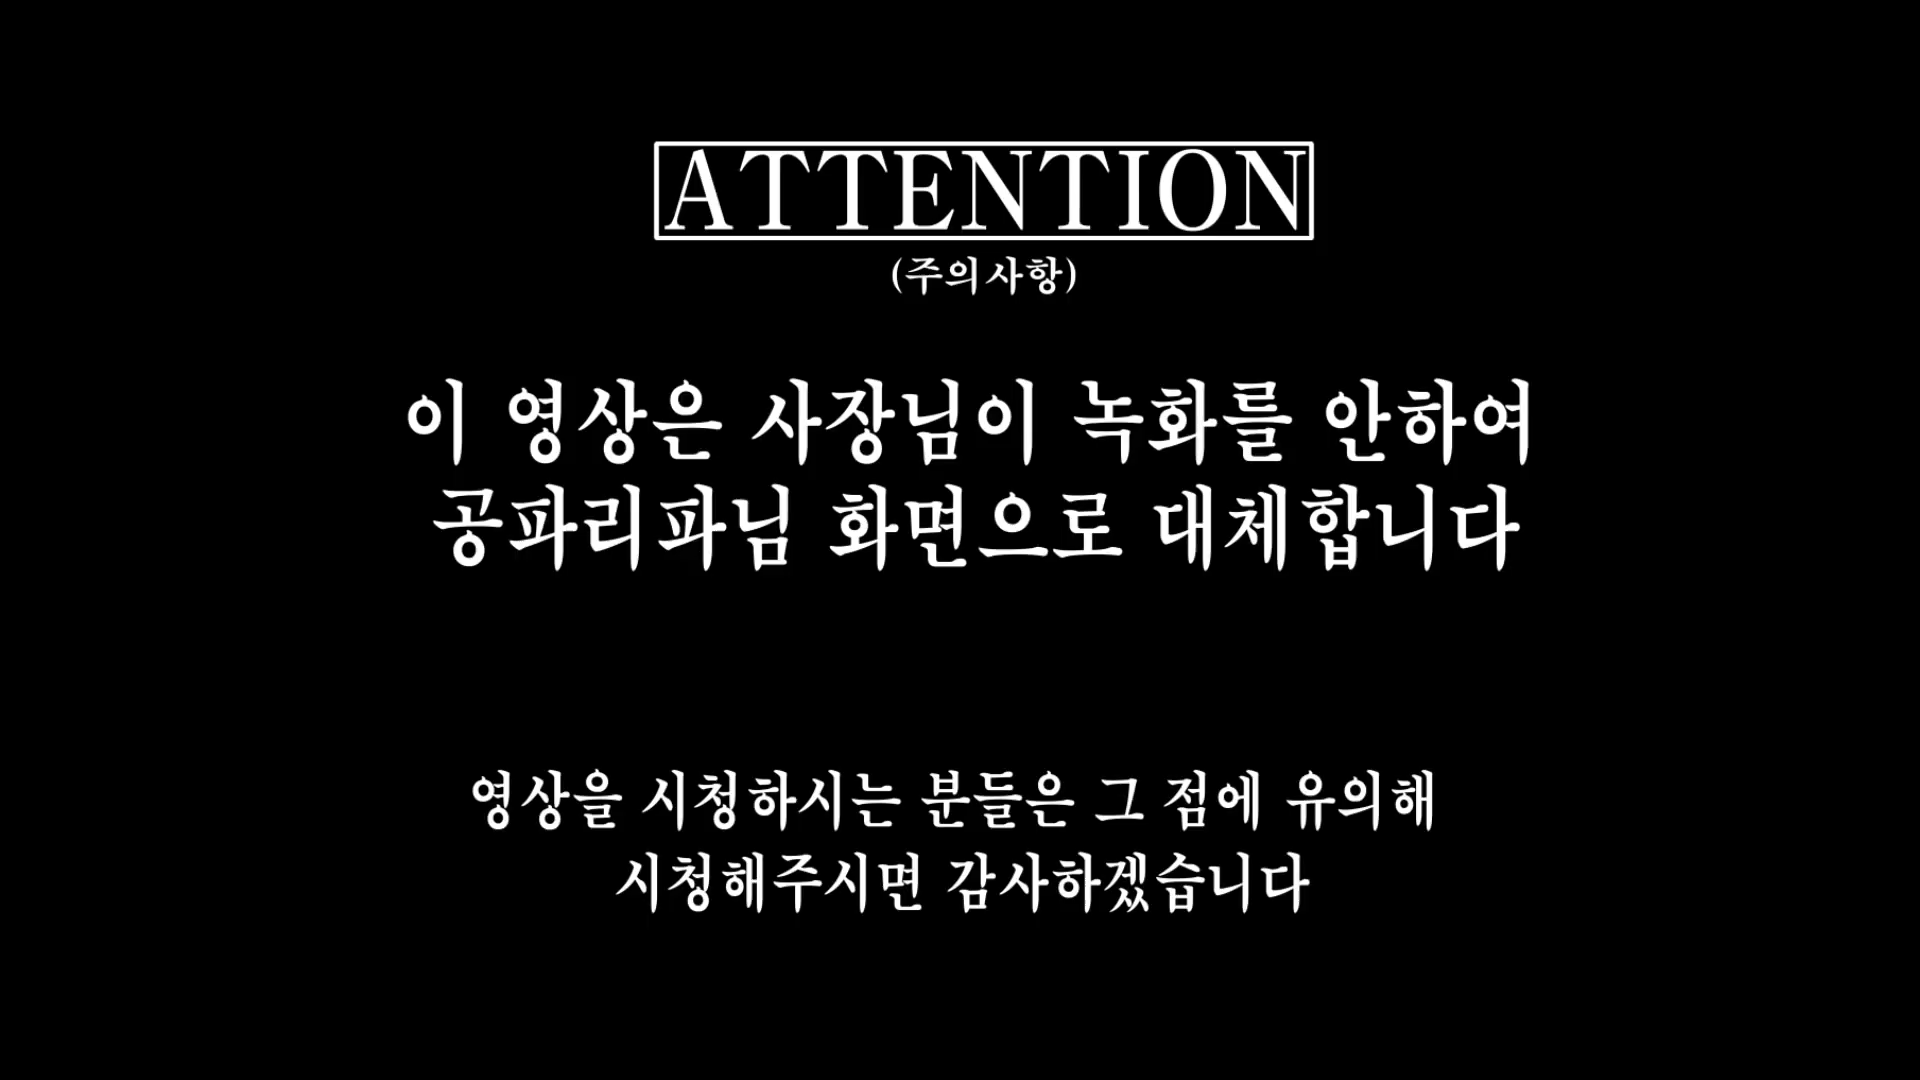 ATTENTION
(주의사항)
이 영상은 사장님이 녹화를 안하여
공파리파님 화면으로 대체합니다
영상을 시청하시는 분들은 그 점에 유의해
시청해주시면 감사하겠습니다